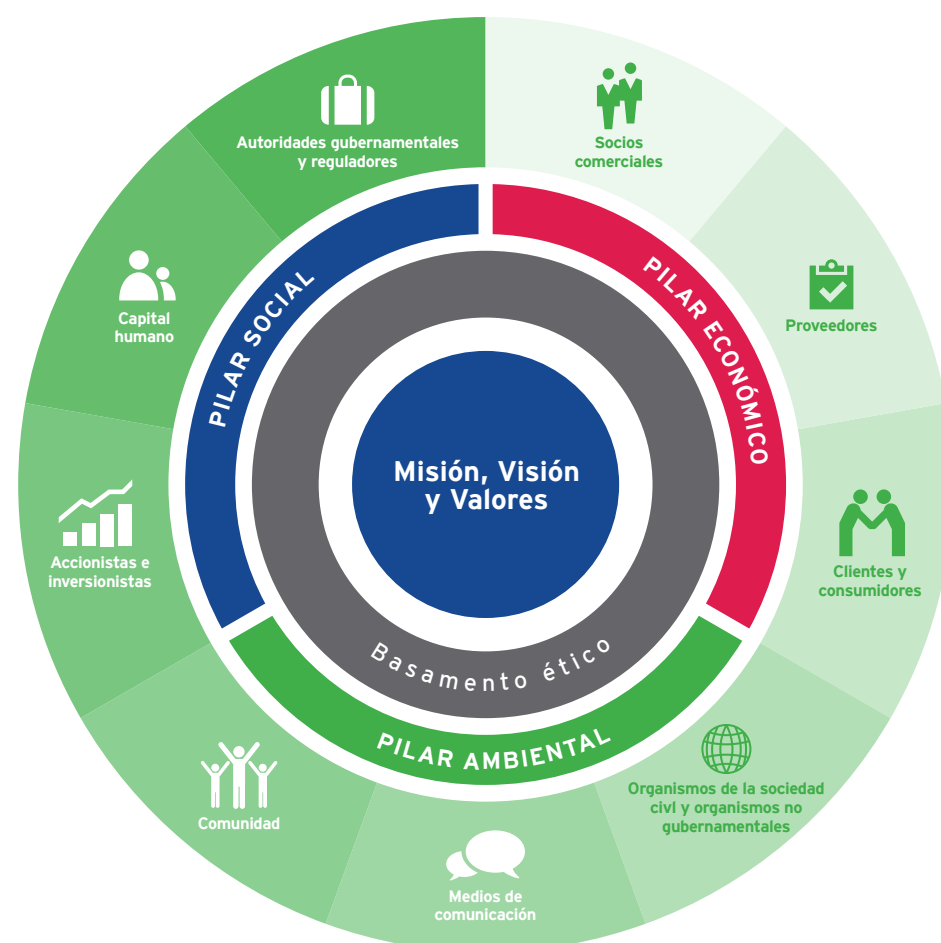 Autoridades gubernamentales
y reguladores
Socios
comerciales
Proveedores
Clientes y
consumidores
Organismos de la sociedad
civl y organismos no
gubernamentales
Medios de
comunicación
Comunidad
Accionistas e
inversionistas
Capital
humano
PILAR SOCIAL
PILAR ECONÓMICO
PILAR AMBIENTAL
Basamento ético
Misión, Visión
y Valores